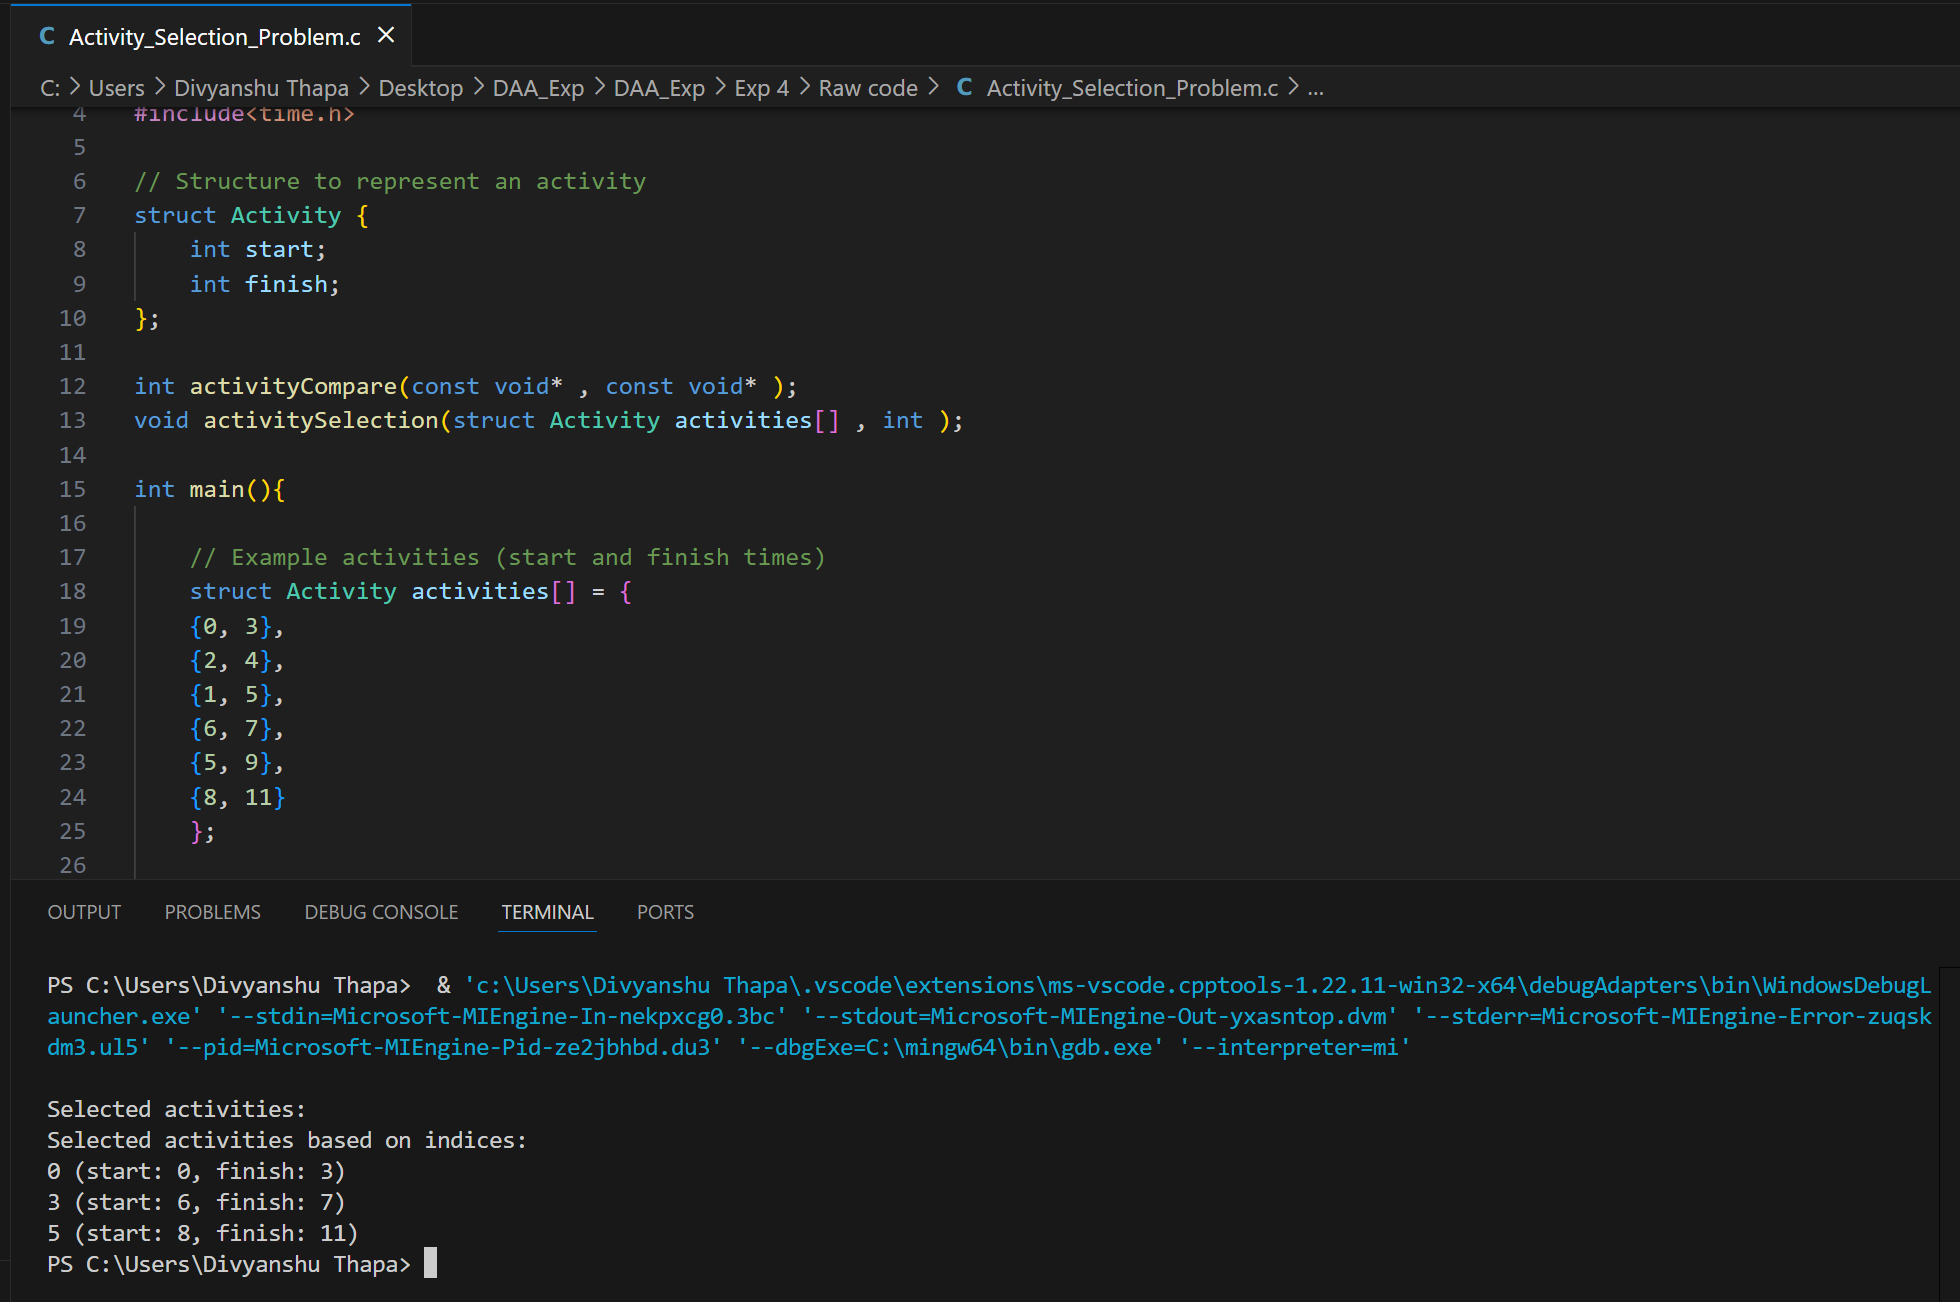 C Activity_Selection_Problem.c ×
C: > Users > Divyanshu Thapa > Desktop > DAA_Exp > DAA_Exp > Exp 4 > Raw code > C Activity_Selection_Problem.c > ...
4 #include<time.h>
5
6 // Structure to represent an activity
7 struct Activity {
8     int start;
9     int finish;
10 };
11
12 int activityCompare(const void* , const void* );
13 void activitySelection(struct Activity activities[] , int );
14
15 int main(){
16
17     // Example activities (start and finish times)
18     struct Activity activities[] = {
19     {0, 3},
20     {2, 4},
21     {1, 5},
22     {6, 7},
23     {5, 9},
24     {8, 11}
25     };
26
OUTPUT PROBLEMS DEBUG CONSOLE TERMINAL PORTS
PS C:\Users\Divyanshu Thapa>  & 'c:\Users\Divyanshu Thapa\.vscode\extensions\ms-vscode.cpptools-1.22.11-win32-x64\debugAdapters\bin\WindowsDebugL
auncher.exe' '--stdin=Microsoft-MIEngine-In-nekpxcg0.3bc' '--stdout=Microsoft-MIEngine-Out-yxasntop.dvm' '--stderr=Microsoft-MIEngine-Error-zuqsk
dm3.ul5' '--pid=Microsoft-MIEngine-Pid-ze2jbhbd.du3' '--dbgExe=C:\mingw64\bin\gdb.exe' '--interpreter=mi'
Selected activities:
Selected activities based on indices:
0 (start: 0, finish: 3)
3 (start: 6, finish: 7)
5 (start: 8, finish: 11)
PS C:\Users\Divyanshu Thapa>